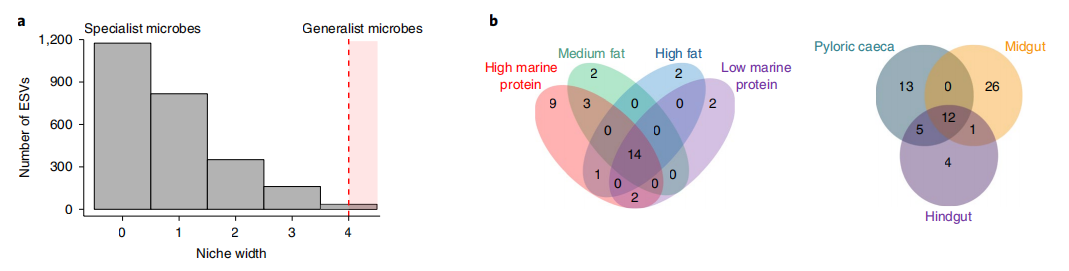 a
Specialist microbes
Generalist microbes
1,200
900
600
300
0
Number of ESVs
0 1 2 3 4
Niche width
b
Medium fat
High fat
High marine
protein
Low marine
protein
2
2
9
3
0
0
2
0
0
14
1
0
0
0
2
Pyloric caeca
Midgut
13
0
26
12
5
1
4
Hindgut